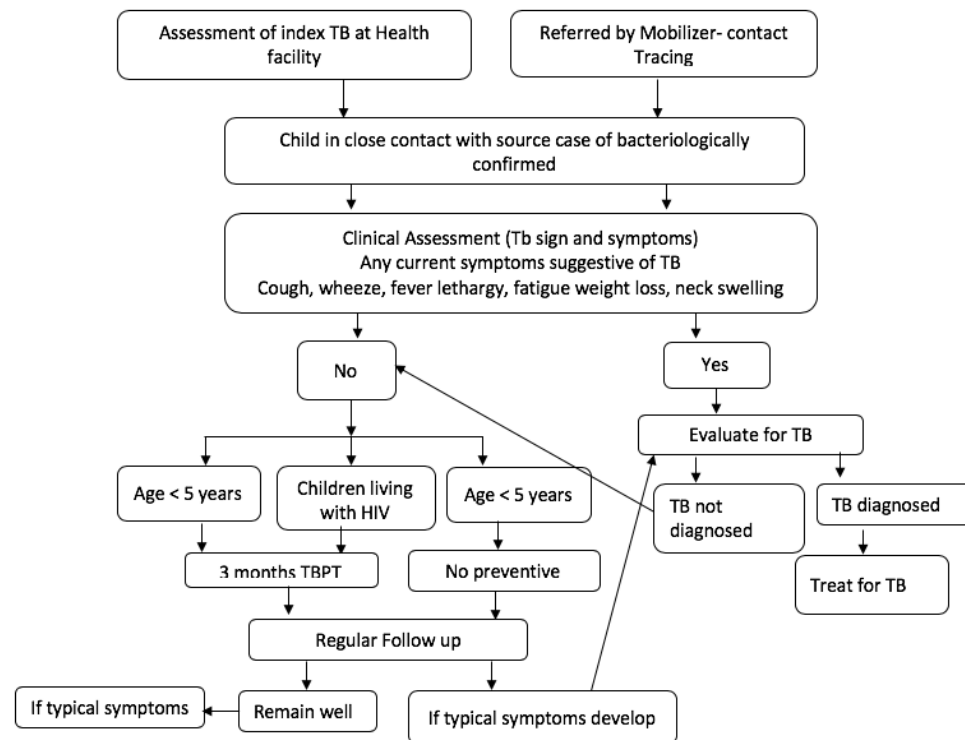 Assessment of index TB at Health
facility
Referred by Mobilizer- contact
Tracing
Child in close contact with source case of bacteriologically
confirmed
Clinical Assessment (Tb sign and symptoms)
Any current symptoms suggestive of TB
Cough, wheeze, fever lethargy, fatigue weight loss, neck swelling
No
Yes
Evaluate for TB
Age < 5 years
Children living
with HIV
Age < 5 years
TB not
diagnosed
TB diagnosed
3 months TBPT
No preventive
Treat for TB
Regular Follow up
If typical symptoms
Remain well
If typical symptoms develop